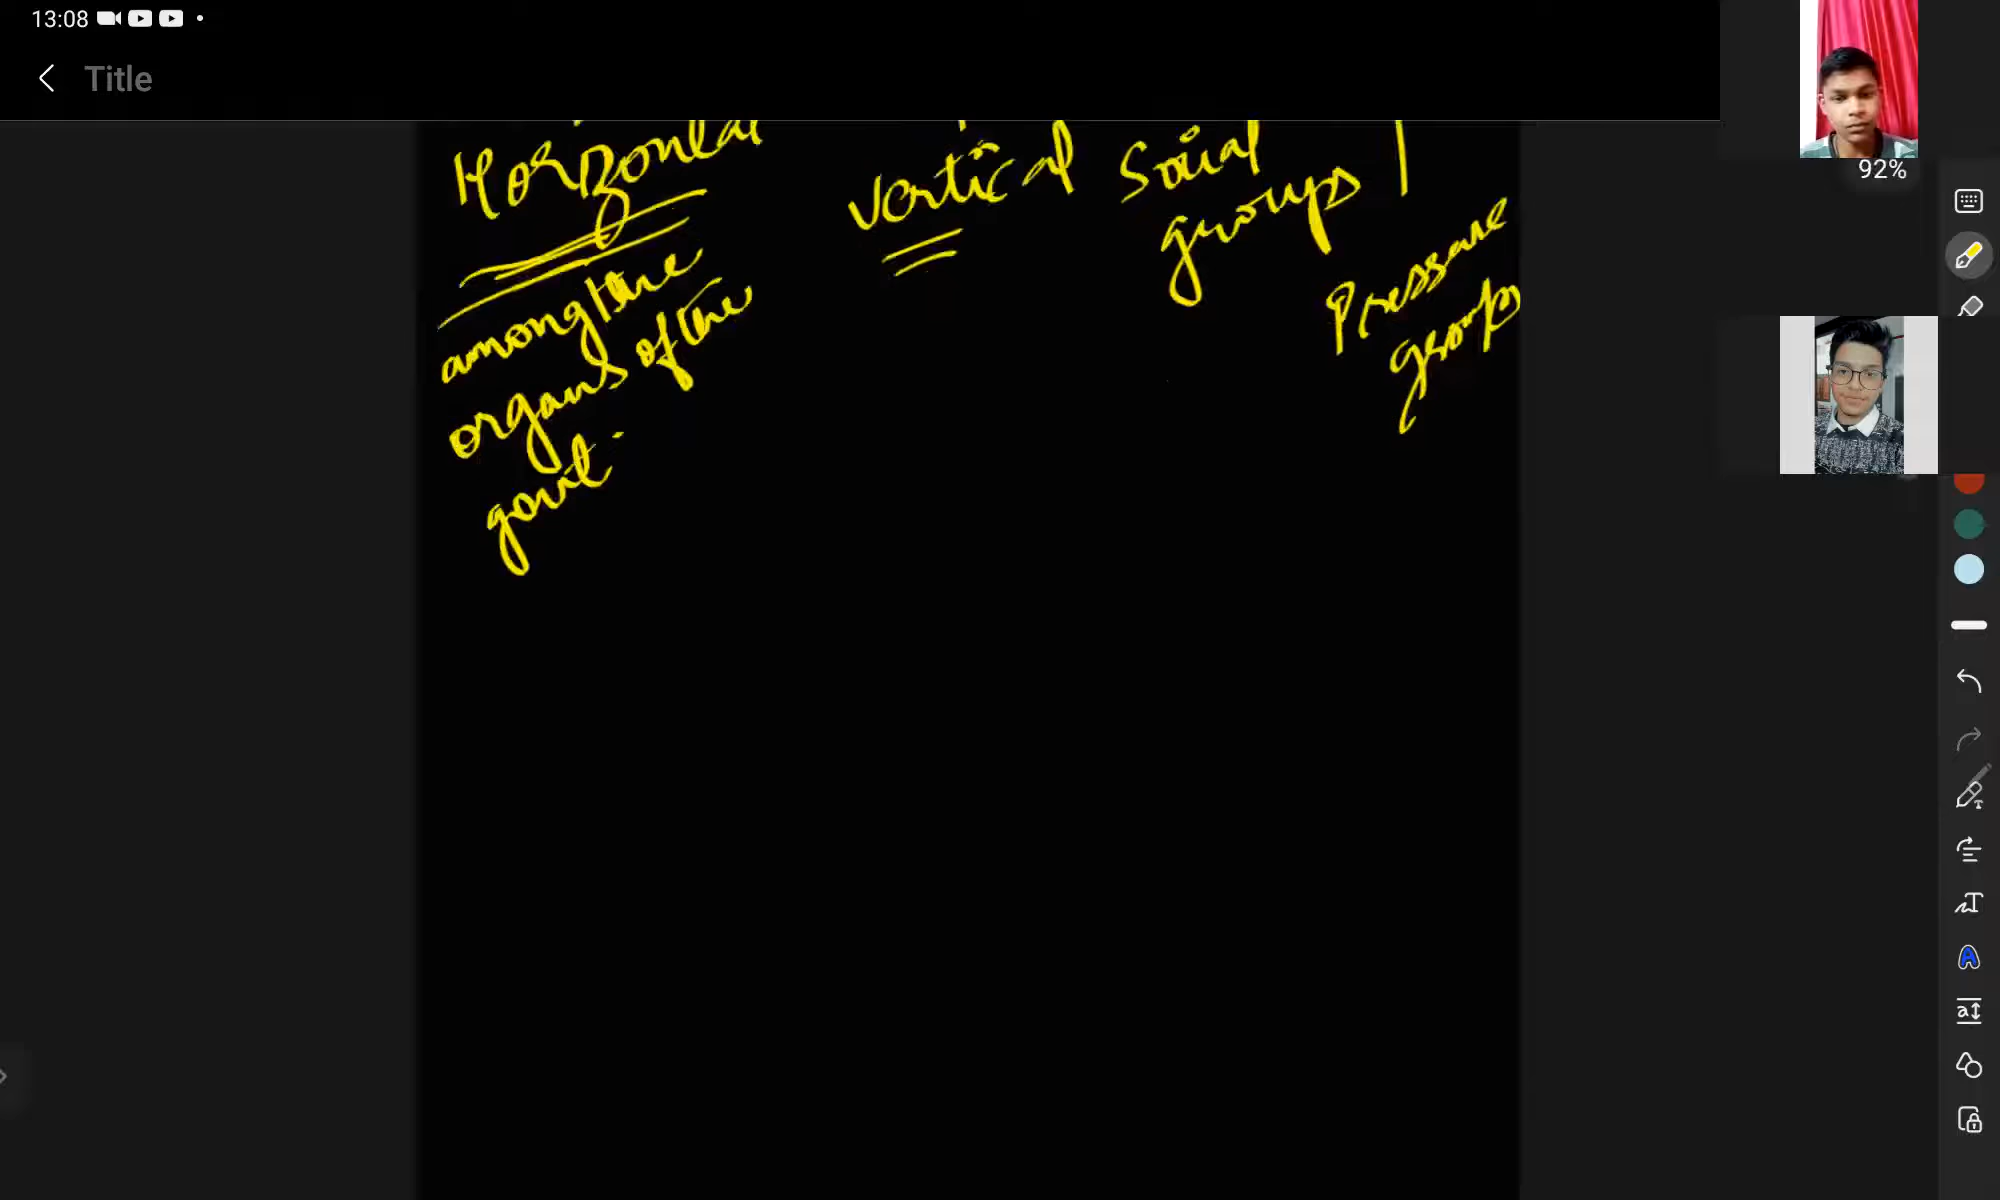 13:08
Title
92%
Horizontal
among the
organs of the
govt
Vertical
Social
groups
Pressure
groups